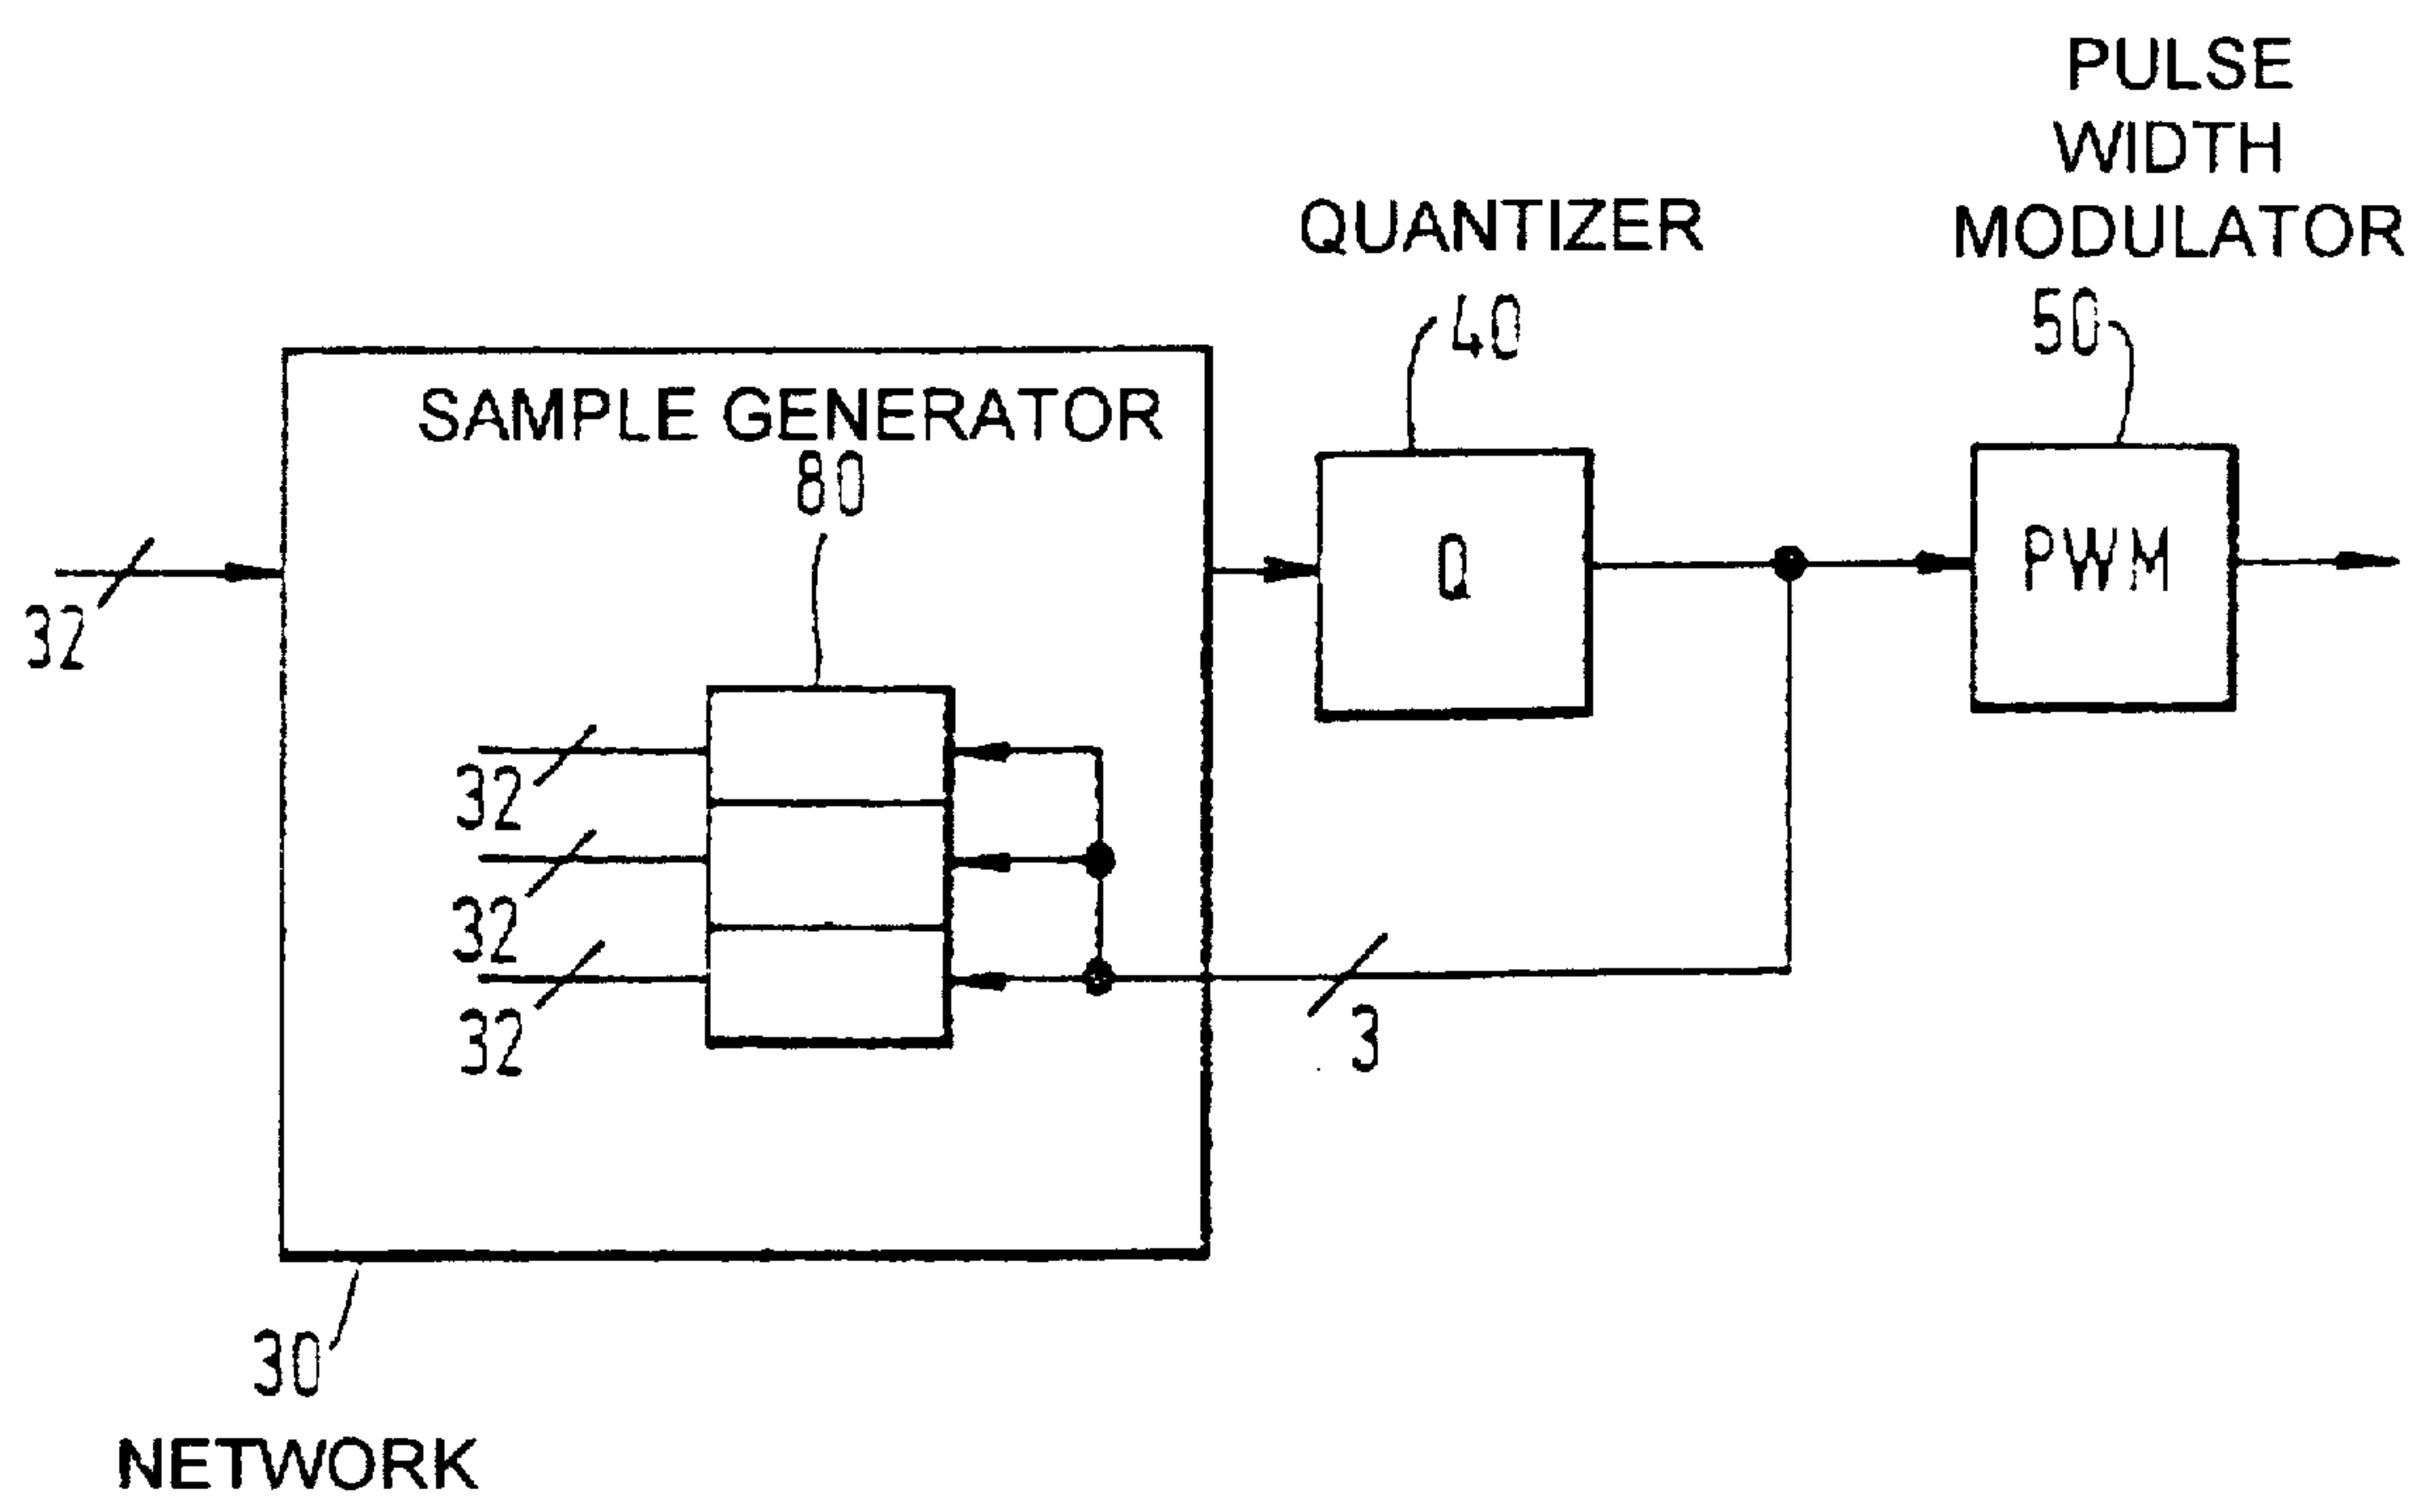 PULSE
WIDTH
MODULATOR
50
QUANTIZER
40
SAMPLE GENERATOR
80
32
Q
PWM
32
32
32
3
30
NETWORK